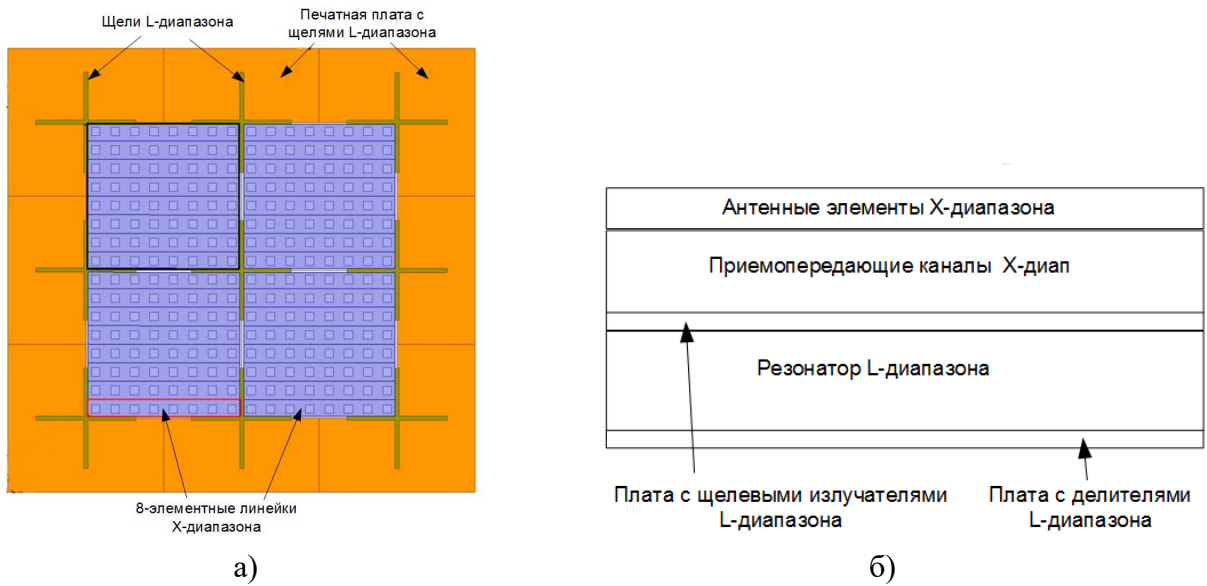 Щели L-диапазона
Печатная плата с
щелями L-диапазона
8-элементные линейки
X-диапазона
а)
Антенные элементы X-диапазона
Приемопередающие каналы X-диап
Резонатор L-диапазона
Плата с щелевыми излучателями
L-диапазона
Плата с делителями
L-диапазона
б)